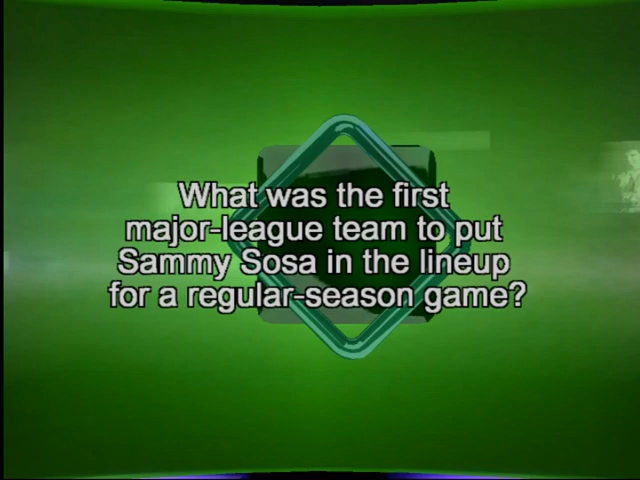 What was the first
major-league team to put
Sammy Sosa in the lineup
for a regular-season game?